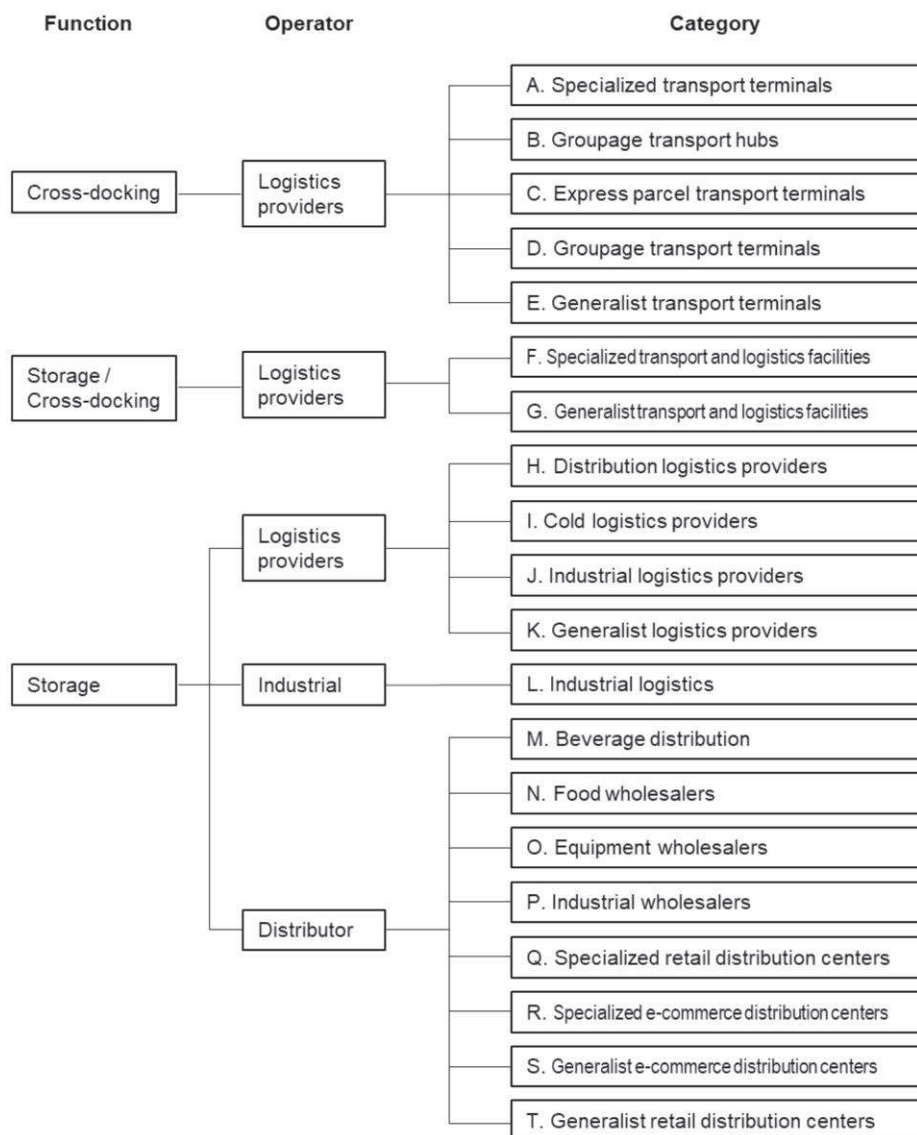 Function Operator Category
A. Specialized transport terminals
B. Groupage transport hubs
Cross-docking
Logistics
providers
C. Express parcel transport terminals
D. Groupage transport terminals
E. Generalist transport terminals
Storage /
Cross-docking
Logistics
providers
F. Specialized transport and logistics facilities
G. Generalist transport and logistics facilities
Storage
Logistics
providers
H. Distribution logistics providers
I. Cold logistics providers
J. Industrial logistics providers
K. Generalist logistics providers
Industrial
L. Industrial logistics
Distributor
M. Beverage distribution
N. Food wholesalers
O. Equipment wholesalers
P. Industrial wholesalers
Q. Specialized retail distribution centers
R. Specialized e-commerce distribution centers
S. Generalist e-commerce distribution centers
T. Generalist retail distribution centers